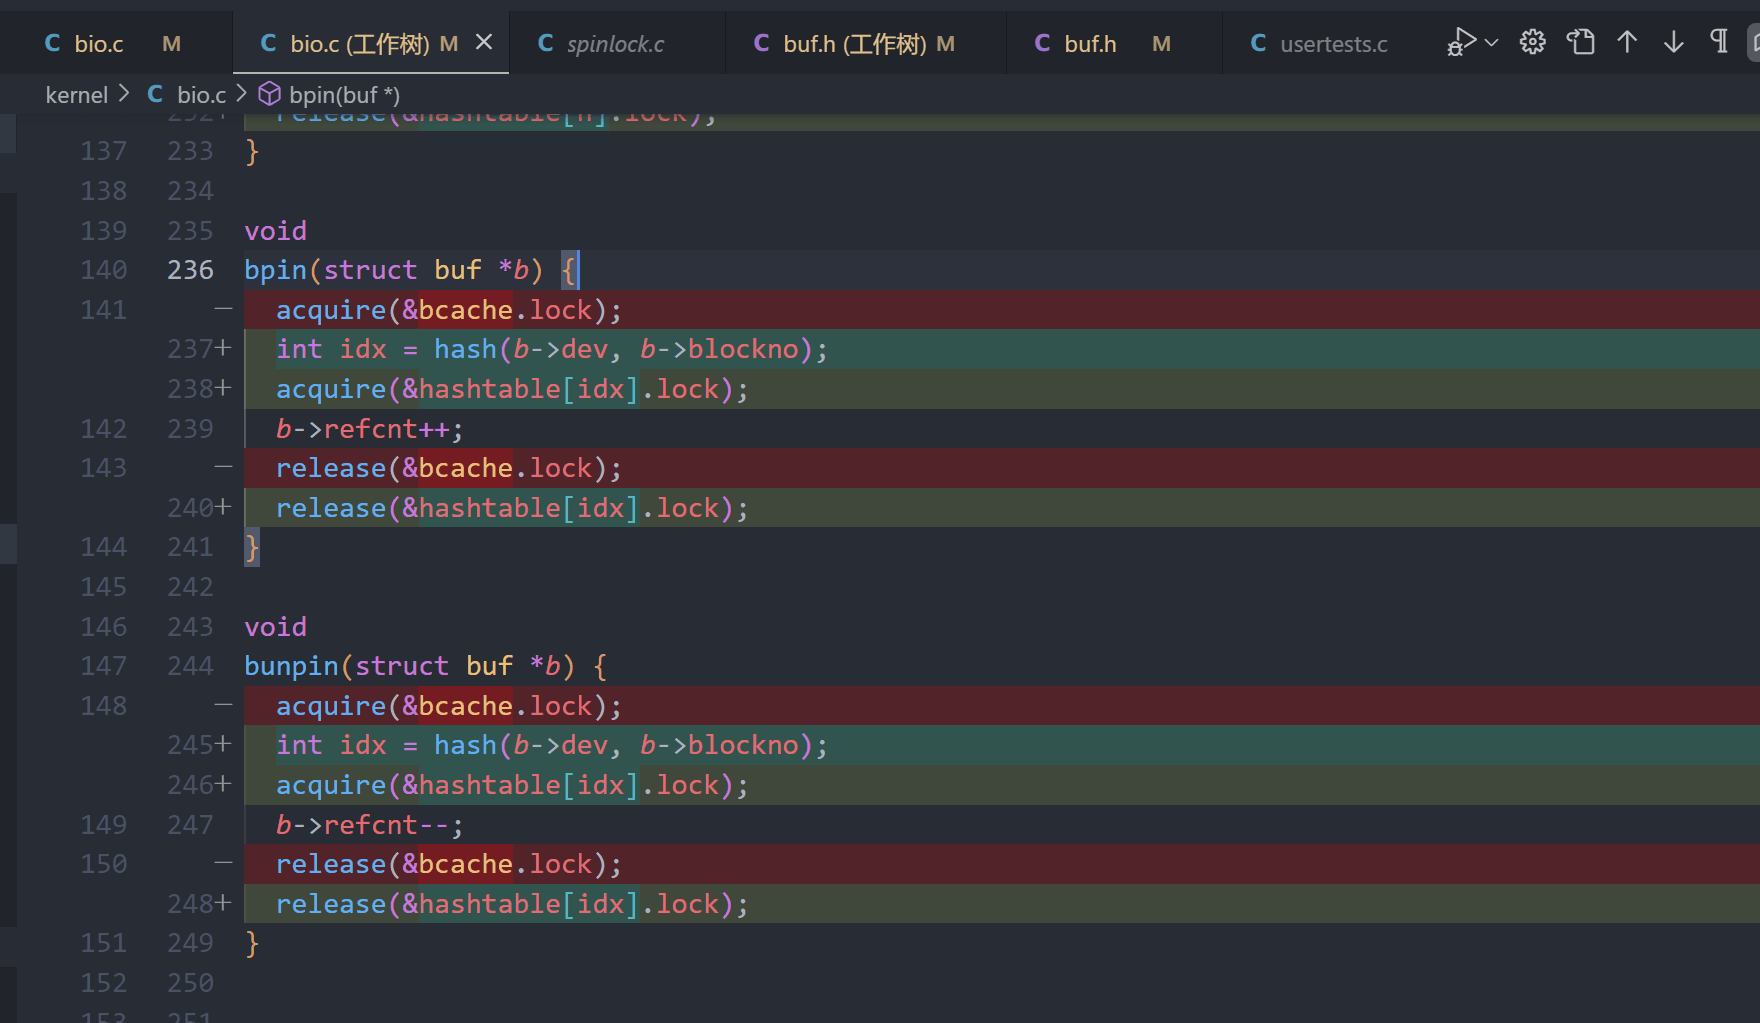 C bio.c M
C bio.c (工作树) M
C spinlock.c
C buf.h (工作树) M
C buf.h M
C usertests.c
kernel > C bio.c > bpin(buf *)
232+ release(&hashtable[h].lock);
137 233 }
138 234
139 235 void
140 236 bpin(struct buf *b) {
141 — acquire(&bcache.lock);
237+ int idx = hash(b->dev, b->blockno);
238+ acquire(&hashtable[idx].lock);
142 239 b->refcnt++;
143 — release(&bcache.lock);
240+ release(&hashtable[idx].lock);
144 241 }
145 242
146 243 void
147 244 bunpin(struct buf *b) {
148 — acquire(&bcache.lock);
245+ int idx = hash(b->dev, b->blockno);
246+ acquire(&hashtable[idx].lock);
149 247 b->refcnt--;
150 — release(&bcache.lock);
248+ release(&hashtable[idx].lock);
151 249 }
152 250
153 251